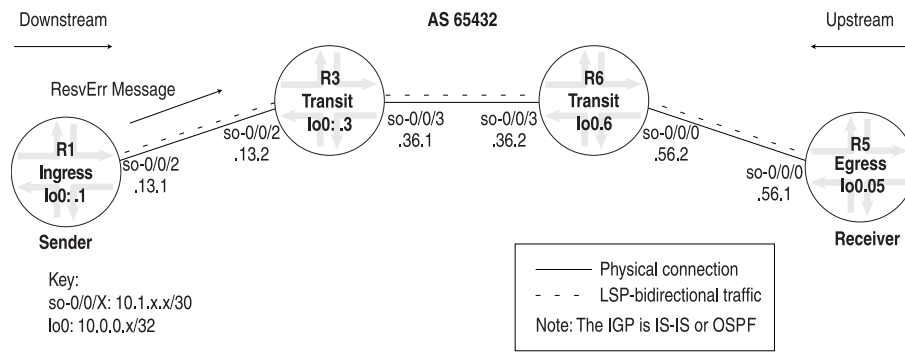 Downstream
AS 65432
Upstream
ResvErr Message
R1
Ingress
lo0: .1
Sender
so-0/0/2
.13.1
R3
Transit
lo0: .3
so-0/0/2
.13.2
so-0/0/3
.36.1
R6
Transit
lo0.6
so-0/0/3
.36.2
so-0/0/0
.56.2
R5
Egress
lo0.05
so-0/0/0
.56.1
Receiver
Key:
so-0/0/X: 10.1.x.x/30
lo0: 10.0.0.x/32
Physical connection
LSP-bidirectional traffic
Note: The IGP is IS-IS or OSPF